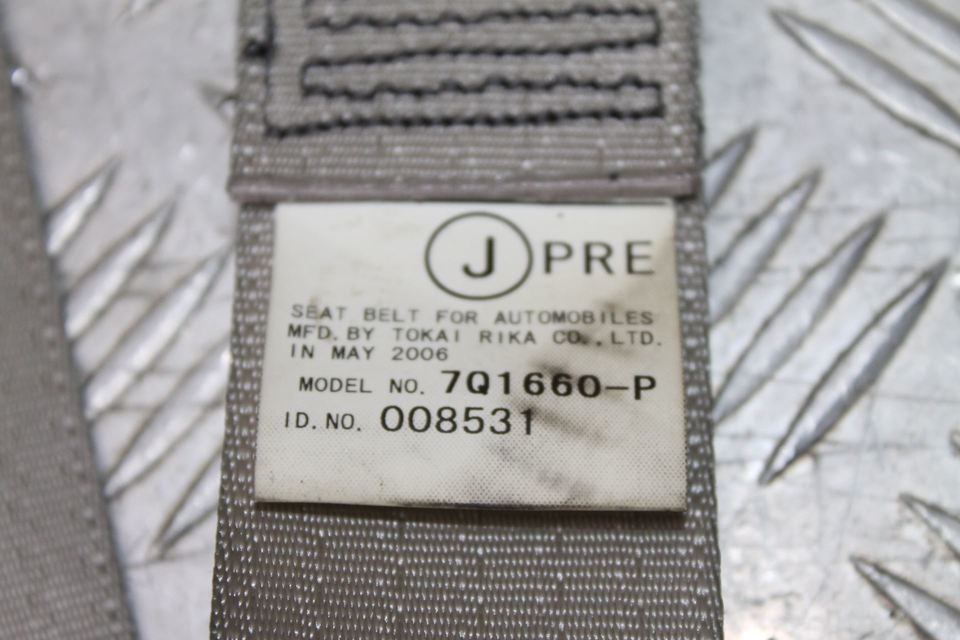 J PRE
SEAT BELT FOR AUTOMOBILES
MFD. BY TOKAI RIKA CO., LTD.
IN MAY 2006
MODEL NO. 7Q1660-P
ID. NO. 008531